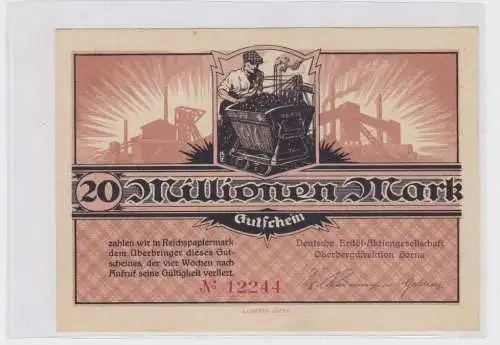 20 Millionen Mark
Gutschein
zahlen wir in Reichspapiermark
dem Überbringer dieses Gut-
scheines, der vier Wochen nach
Aufruf seine Gültigkeit verliert.
Deutsche Erdöl-Aktiengesellschaft
Oberbergdirektion Borna
№ 12244